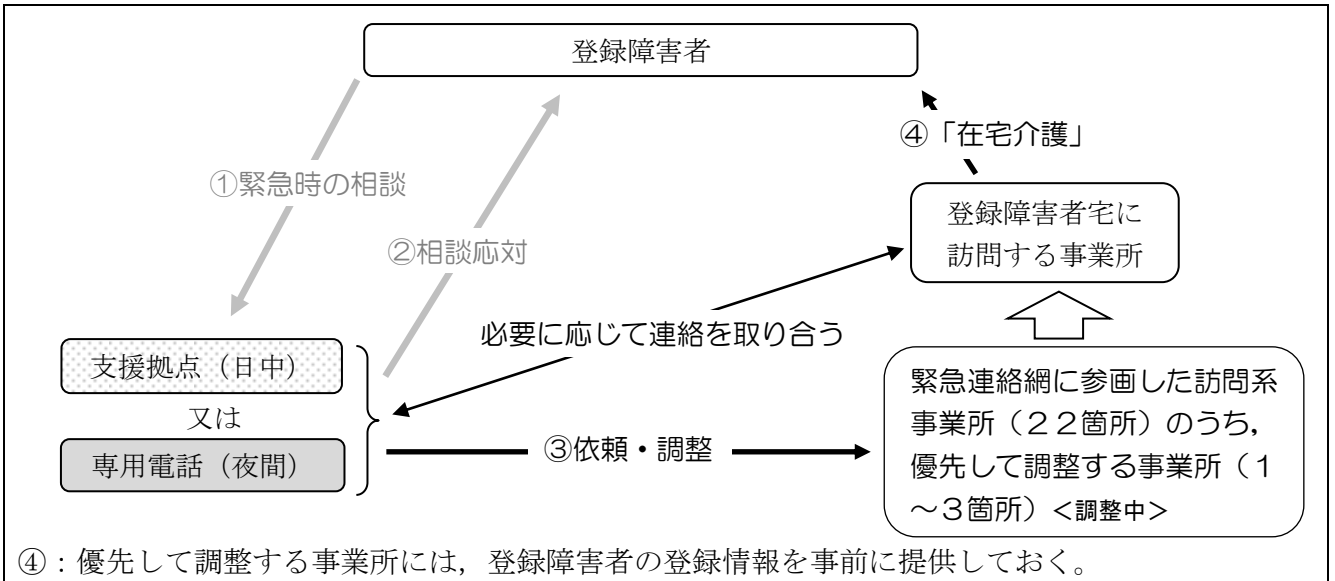 登録障害者
④「在宅介護」
①緊急時の相談
登録障害者宅に
訪問する事業所
②相談応対
必要に応じて連絡を取り合う
支援拠点（日中）
又は
専用電話（夜間）
③依頼・調整
緊急連絡網に参画した訪問系
事業所（２２箇所）のうち，
優先して調整する事業所（１
～３箇所）＜調整中＞
④：優先して調整する事業所には，登録障害者の登録情報を事前に提供しておく。